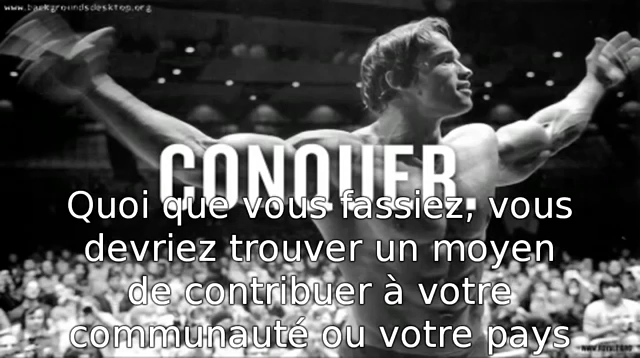 www.backgroundsdesktop.org
CONQUER.
Quoi que vous fassiez, vous
devriez trouver un moyen
de contribuer à votre
communauté ou votre pays